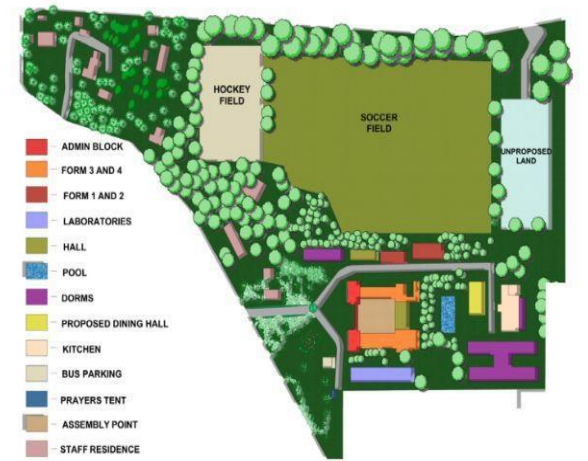 HOCKEY
FIELD
SOCCER
FIELD
UNPROPOSED
LAND
ADMIN BLOCK
FORM 3 AND 4
FORM 1 AND 2
LABORATORIES
HALL
POOL
DORMS
PROPOSED DINING HALL
KITCHEN
BUS PARKING
PRAYERS TENT
ASSEMBLY POINT
STAFF RESIDENCE